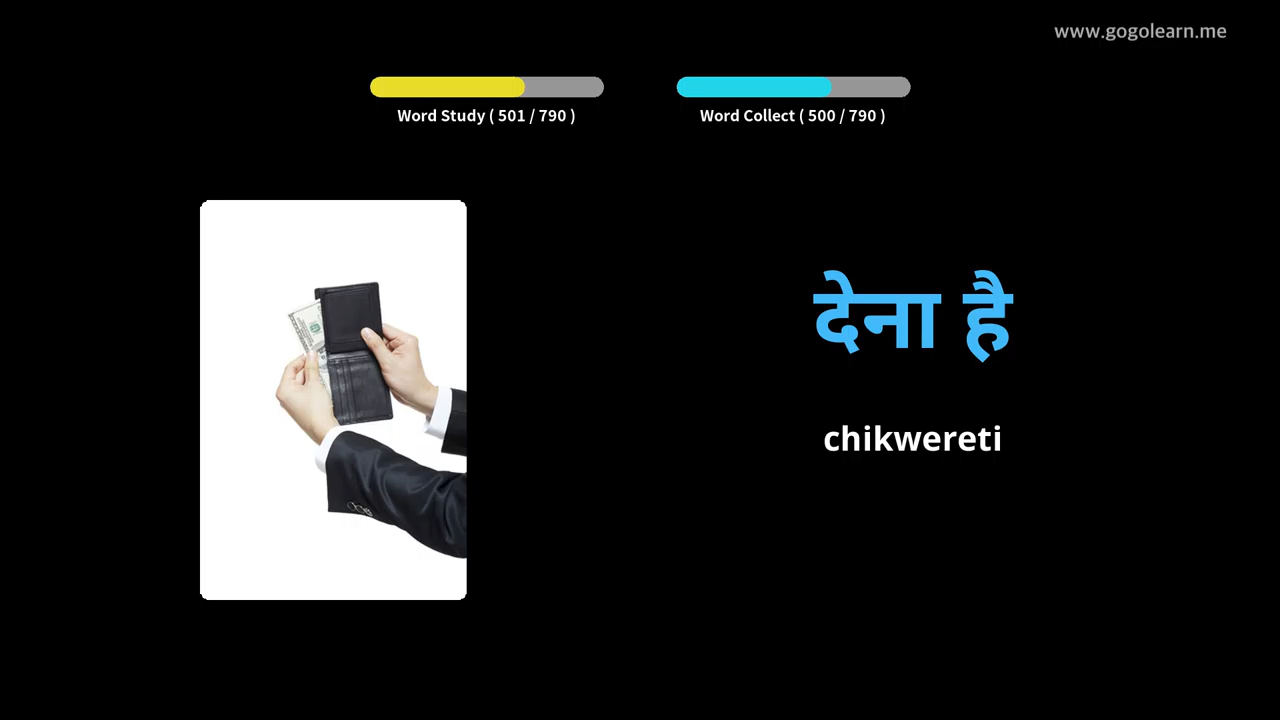 www.gogolearn.me
Word Study ( 501 / 790 )
Word Collect ( 500 / 790 )
देना है
chikwereti